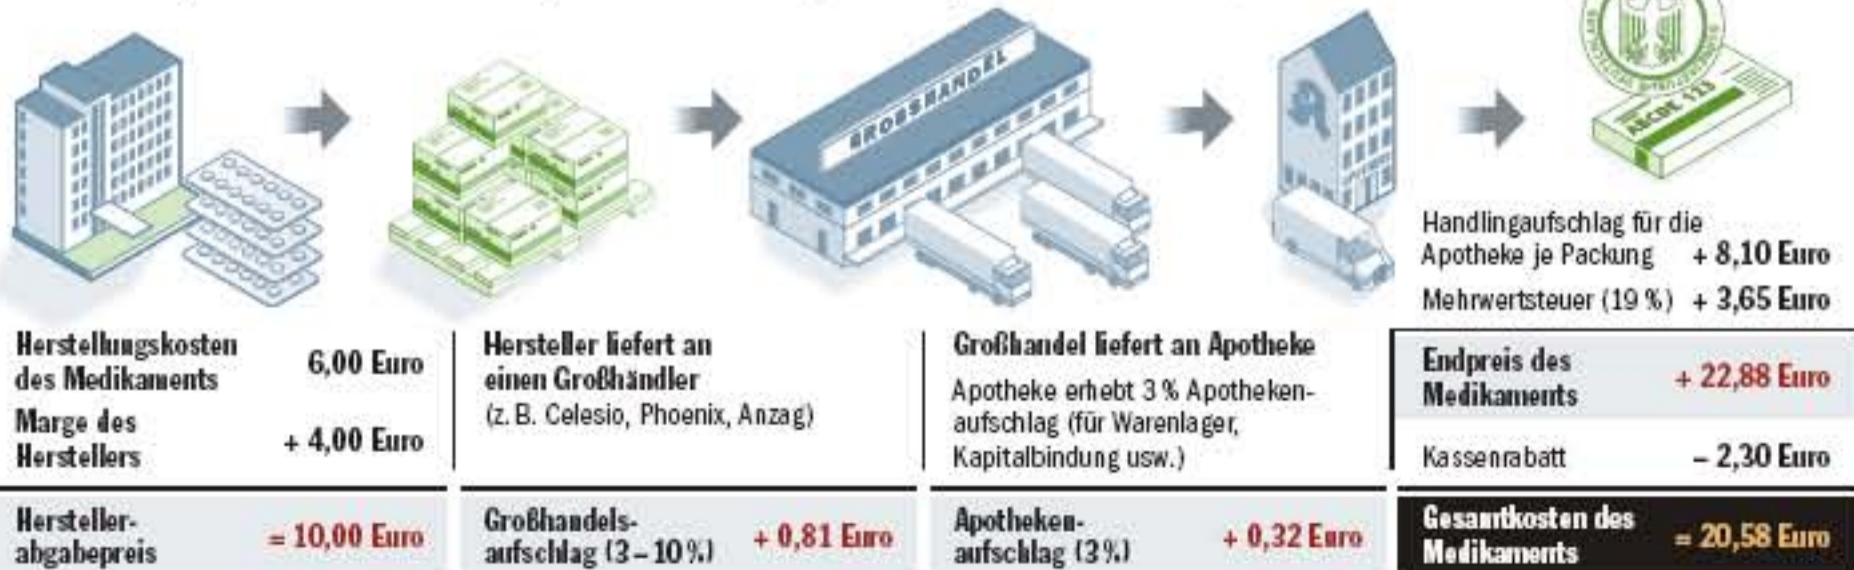 GROSSHANDEL
ABCDE 123
Herstellungskosten
des Medikaments 6,00 Euro
Marge des
Herstellers + 4,00 Euro
Hersteller-
abgabepreis = 10,00 Euro
Hersteller liefert an
einen Großhändler
(z. B. Celesio, Phoenix, Anzag)
Großhandels-
aufschlag (3 – 10 %) + 0,81 Euro
Großhandel liefert an Apotheke
Apotheke erhebt 3 % Apotheken-
aufschlag (für Warenlager,
Kapitalbindung usw.)
Apotheken-
aufschlag (3%) + 0,32 Euro
Handlingaufschlag für die
Apotheke je Packung + 8,10 Euro
Mehrwertsteuer (19 %) + 3,65 Euro
Endpreis des
Medikaments + 22,88 Euro
Kassenrabatt – 2,30 Euro
Gesamtkosten des
Medikaments = 20,58 Euro